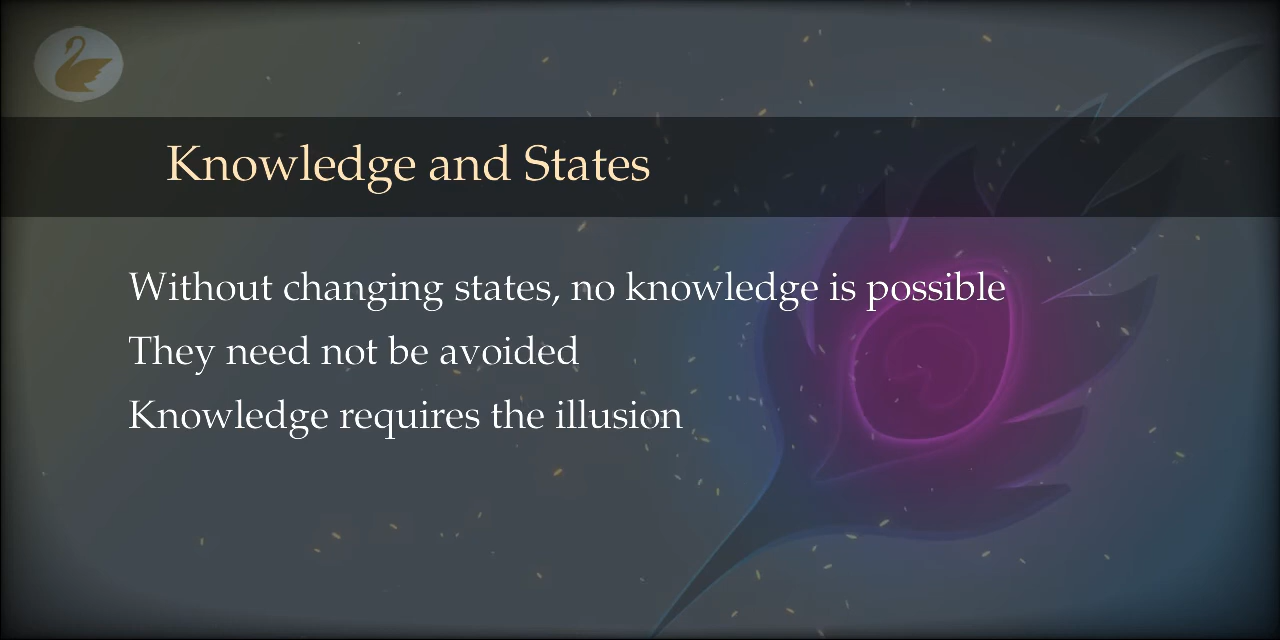 Knowledge and States
Without changing states, no knowledge is possible
They need not be avoided
Knowledge requires the illusion